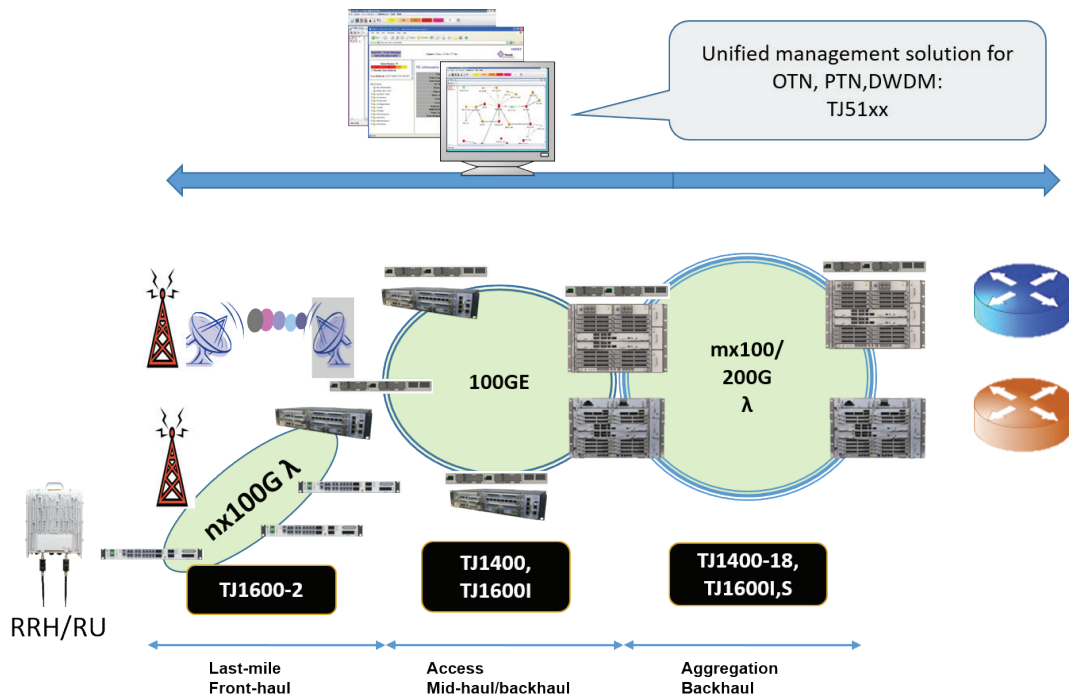 Unified management solution for
OTN, PTN,DWDM:
TJ51xx
100GE
mx100/
200G
λ
nx100G λ
TJ1600-2
TJ1400,
TJ1600I
TJ1400-18,
TJ1600I,S
RRH/RU
Last-mile
Front-haul
Access
Mid-haul/backhaul
Aggregation
Backhaul